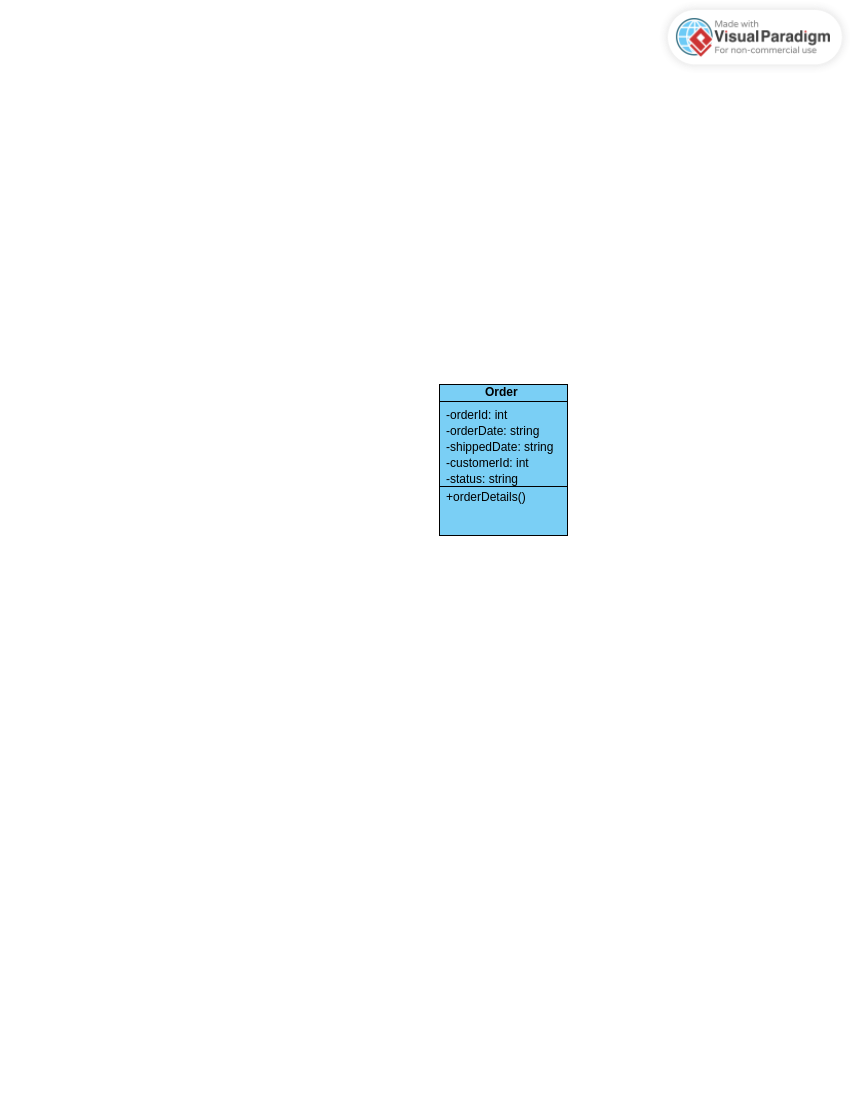 Made with
Visual Paradigm
For non-commercial use
Order
-orderId: int
-orderDate: string
-shippedDate: string
-customerId: int
-status: string
+orderDetails()